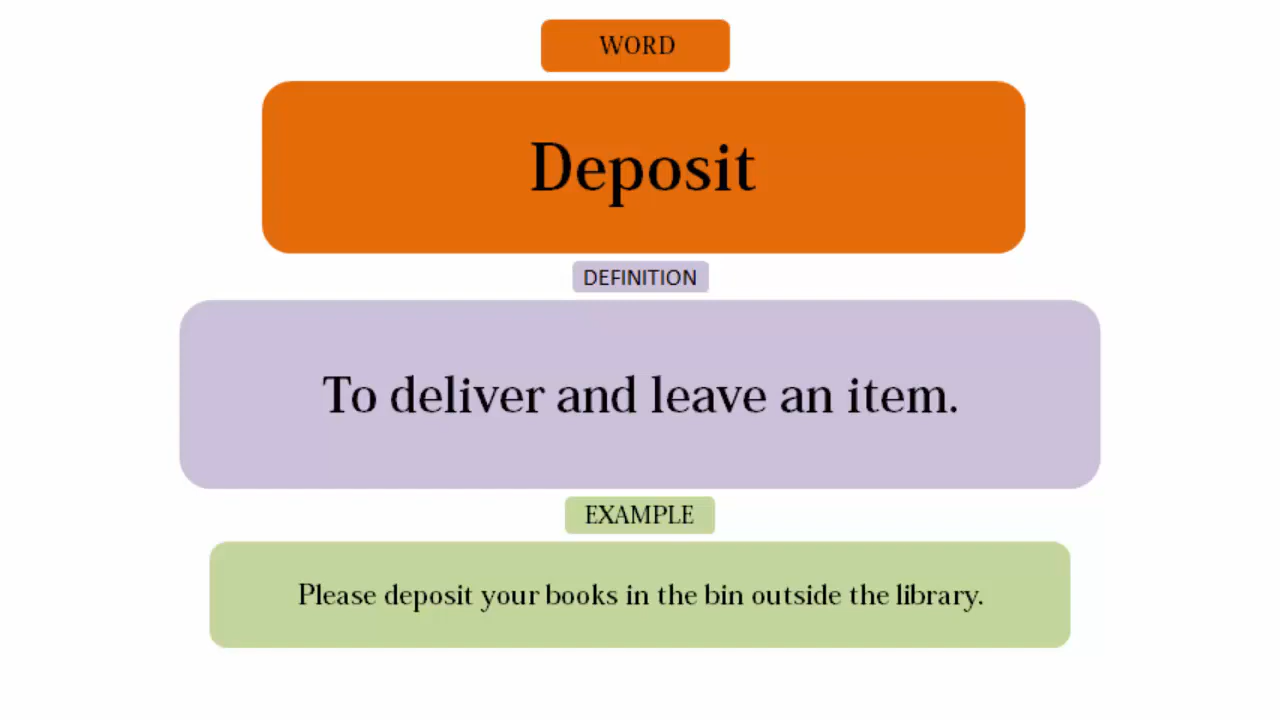 WORD
Deposit
DEFINITION
To deliver and leave an item.
EXAMPLE
Please deposit your books in the bin outside the library.